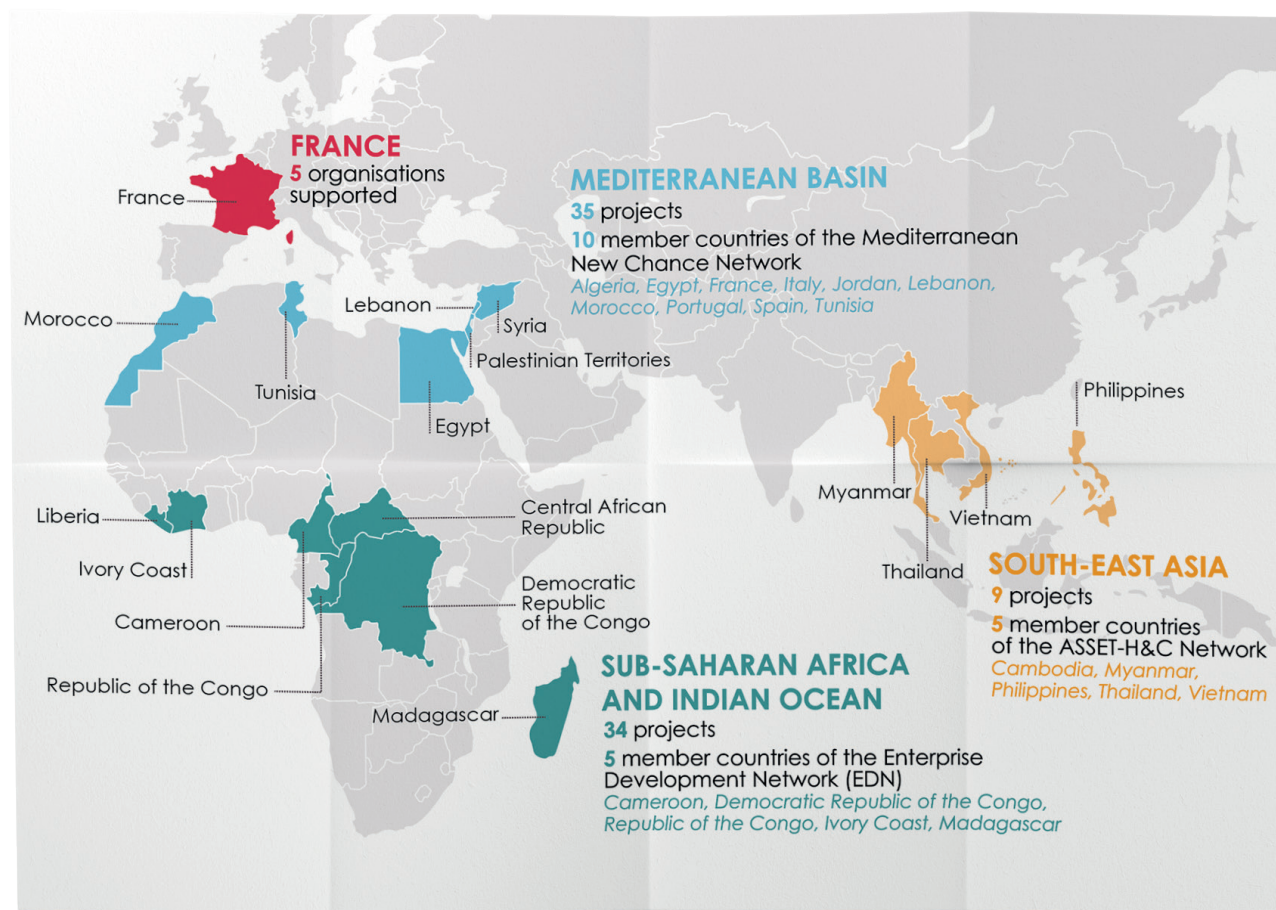 FRANCE
5 organisations
supported
France
MEDITERRANEAN BASIN
35 projects
10 member countries of the Mediterranean
New Chance Network
Algeria, Egypt, France, Italy, Jordan, Lebanon,
Morocco, Portugal, Spain, Tunisia
Morocco
Tunisia
Lebanon
Syria
Palestinian Territories
Egypt
Philippines
Myanmar
Vietnam
Thailand
SOUTH-EAST ASIA
9 projects
5 member countries
of the ASSET-H&C Network
Cambodia, Myanmar,
Philippines, Thailand, Vietnam
Liberia
Ivory Coast
Cameroon
Republic of the Congo
Central African
Republic
Democratic
Republic
of the Congo
Madagascar
SUB-SAHARAN AFRICA
AND INDIAN OCEAN
34 projects
5 member countries of the Enterprise
Development Network (EDN)
Cameroon, Democratic Republic of the Congo,
Republic of the Congo, Ivory Coast, Madagascar